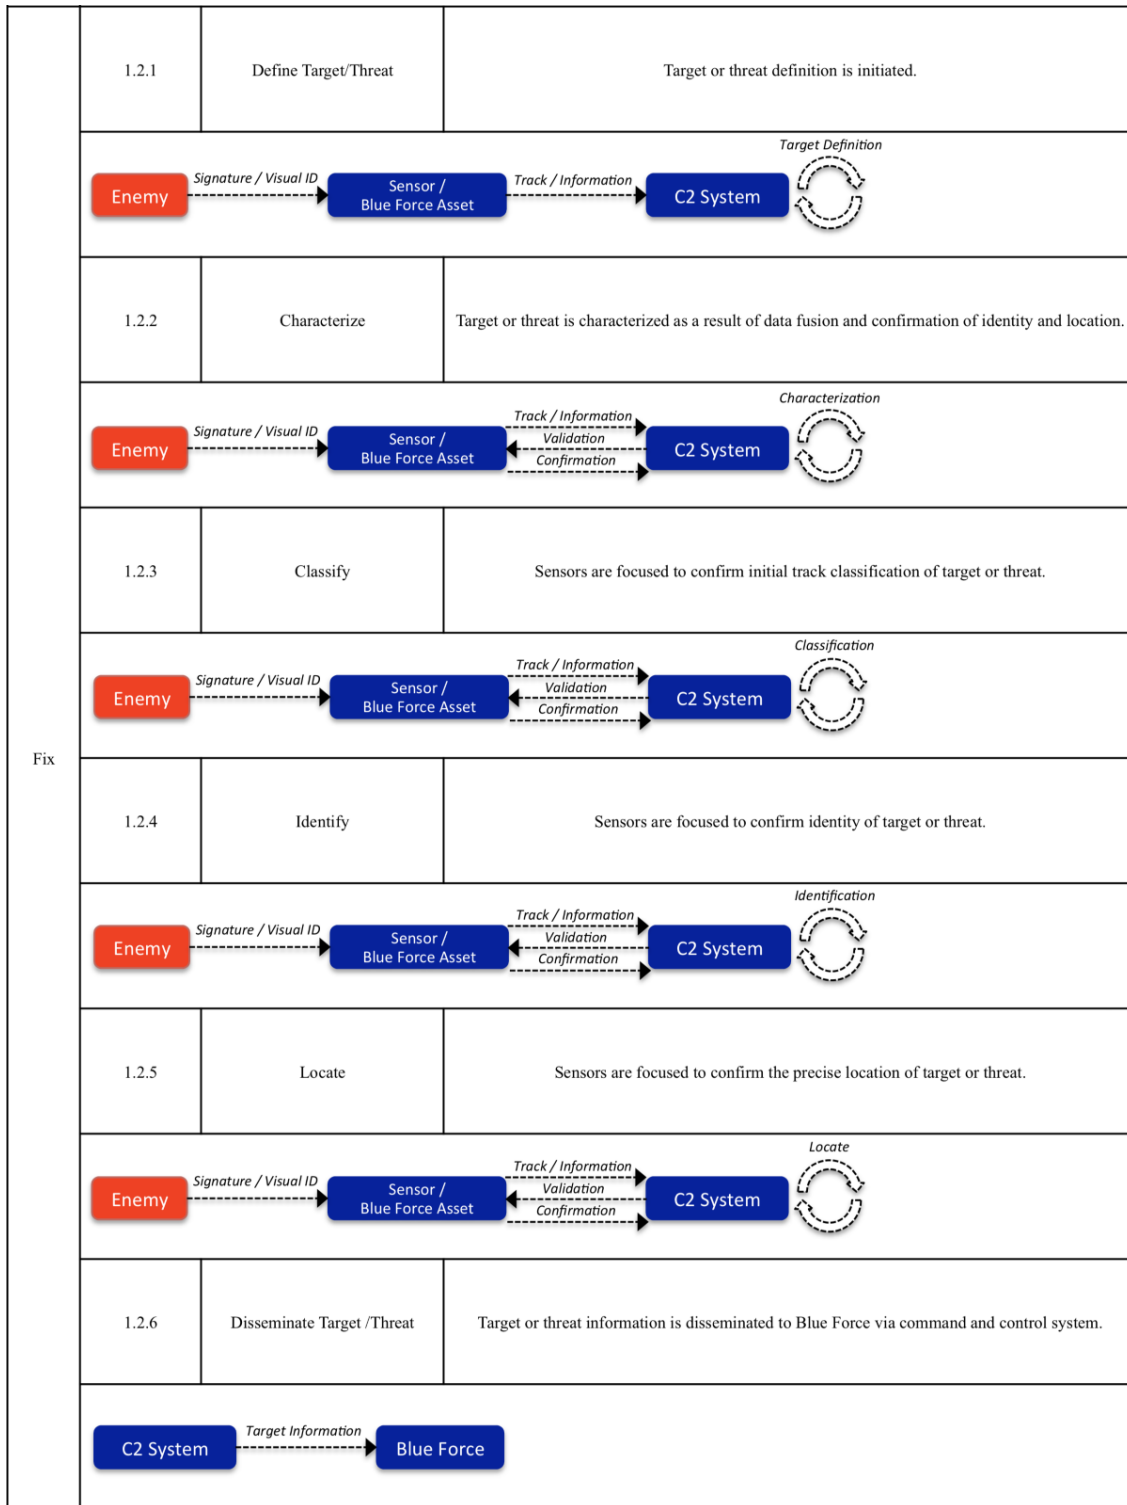 1.2.1
Define Target/Threat
Target or threat definition is initiated.
Target Definition
Enemy
Signature / Visual ID
Sensor /
Blue Force Asset
Track / Information
C2 System
1.2.2
Characterize
Target or threat is characterized as a result of data fusion and confirmation of identity and location.
Characterization
Enemy
Signature / Visual ID
Sensor /
Blue Force Asset
Track / Information
Validation
Confirmation
C2 System
1.2.3
Classify
Sensors are focused to confirm initial track classification of target or threat.
Classification
Enemy
Signature / Visual ID
Sensor /
Blue Force Asset
Track / Information
Validation
Confirmation
C2 System
Fix
1.2.4
Identify
Sensors are focused to confirm identity of target or threat.
Identification
Enemy
Signature / Visual ID
Sensor /
Blue Force Asset
Track / Information
Validation
Confirmation
C2 System
1.2.5
Locate
Sensors are focused to confirm the precise location of target or threat.
Locate
Enemy
Signature / Visual ID
Sensor /
Blue Force Asset
Track / Information
Validation
Confirmation
C2 System
1.2.6
Disseminate Target /Threat
Target or threat information is disseminated to Blue Force via command and control system.
C2 System
Target Information
Blue Force